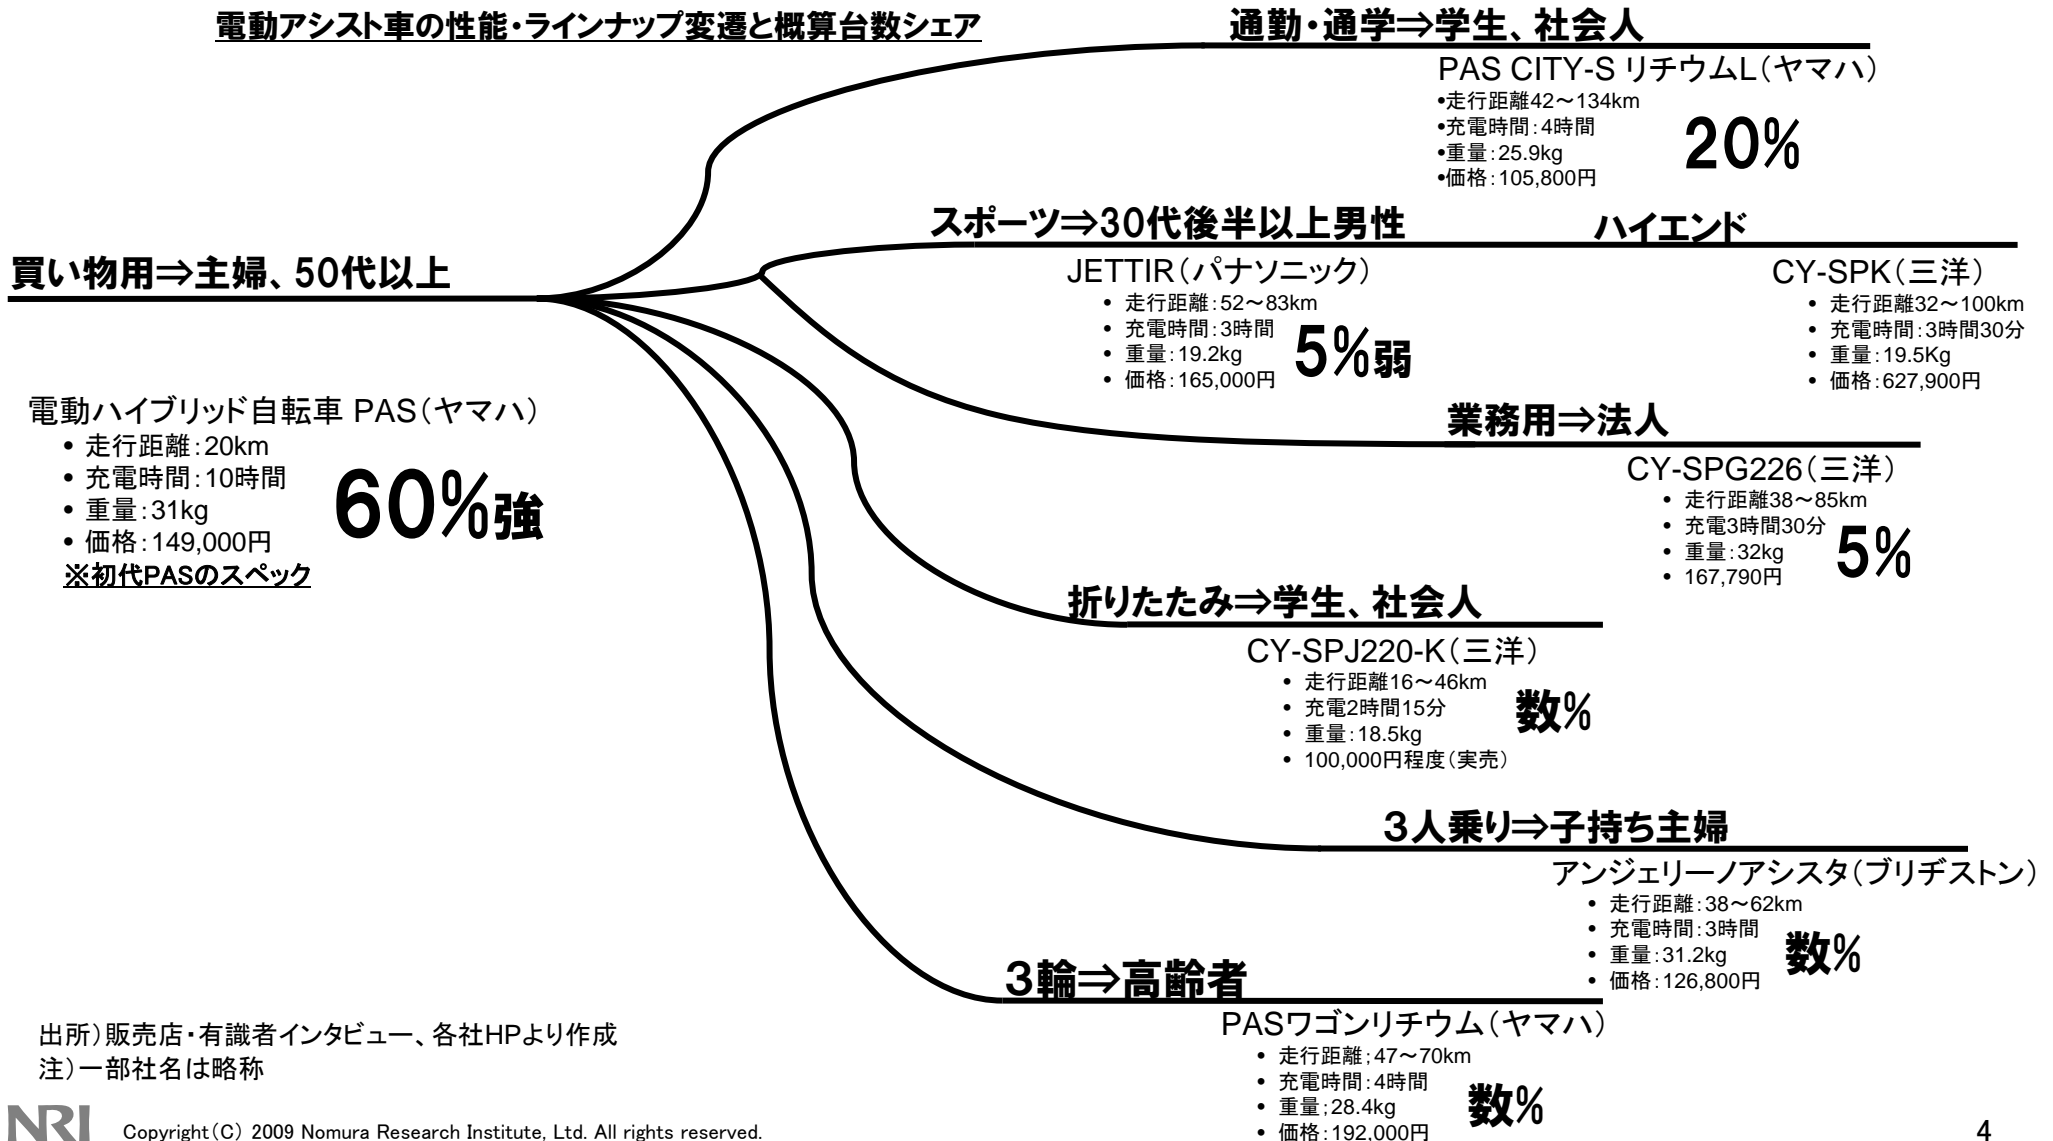 電動アシスト車の性能・ラインナップ変遷と概算台数シェア
通勤・通学⇒学生、社会人
PAS CITY-S リチウムL（ヤマハ）
•走行距離42～134km
•充電時間：4時間
•重量：25.9kg
•価格：105,800円
20%
スポーツ⇒30代後半以上男性
ハイエンド
JETTIR（パナソニック）
• 走行距離：52～83km
• 充電時間：3時間
• 重量：19.2kg
• 価格：165,000円
5%弱
CY-SPK（三洋）
• 走行距離32～100km
• 充電時間：3時間30分
• 重量：19.5Kg
• 価格：627,900円
買い物用⇒主婦、50代以上
電動ハイブリッド自転車 PAS（ヤマハ）
• 走行距離：20km
• 充電時間：10時間
• 重量：31kg
• 価格：149,000円
※初代PASのスペック
60%強
業務用⇒法人
CY-SPG226（三洋）
• 走行距離38～85km
• 充電3時間30分
• 重量：32kg
• 167,790円
5%
折りたたみ⇒学生、社会人
CY-SPJ220-K（三洋）
• 走行距離16～46km
• 充電2時間15分
• 重量：18.5kg
• 100,000円程度（実売）
数%
３人乗り⇒子持ち主婦
アンジェリーノアシスタ（ブリヂストン）
• 走行距離：38～62km
• 充電時間：3時間
• 重量：31.2kg
• 価格：126,800円
数%
３輪⇒高齢者
PASワゴンリチウム（ヤマハ）
• 走行距離；47～70km
• 充電時間：4時間
• 重量；28.4kg
• 価格：192,000円
数%
出所）販売店・有識者インタビュー、各社HPより作成
注）一部社名は略称
NRI
Copyright（C） 2009 Nomura Research Institute, Ltd. All rights reserved.
4